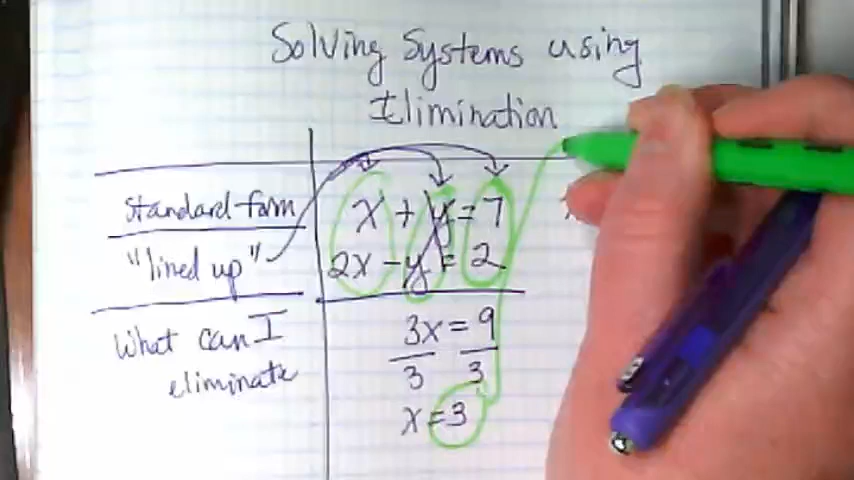 Solving Systems using
Elimination
Standard form
"lined up"
x + y = 7
2x - y = 2
What can I
eliminate
3x = 9
3 3
x = 3